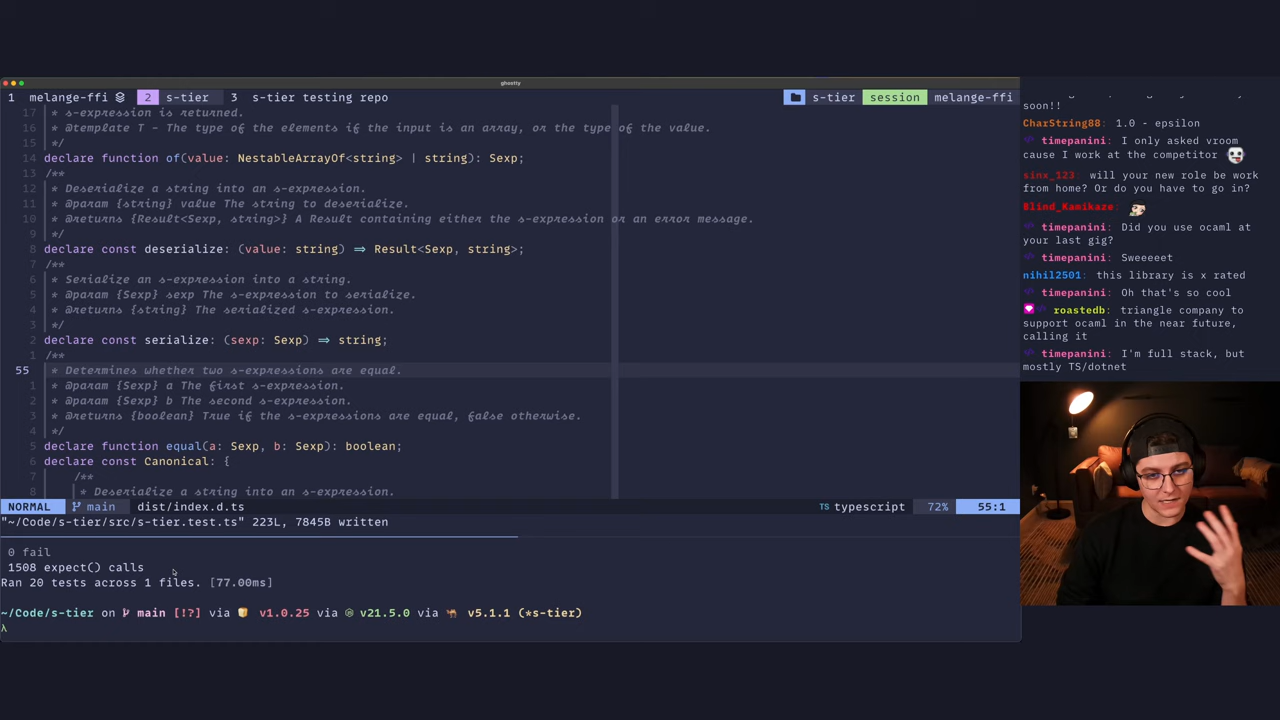 ghostty
1 melange-ffi 2 s-tier 3 s-tier testing repo s-tier session melange-ffi
17 * s-expression is returned.
16 * @template T - The type of the elements if the input is an array, or the type of the value.
15 */
14 declare function of(value: NestableArrayOf<string> | string): Sexp;
13 /**
12 * Deserialize a string into an s-expression.
11 * @param {string} value The string to deserialize.
10 * @returns {Result<Sexp, string>} A Result containing either the s-expression or an error message.
9 */
8 declare const deserialize: (value: string) => Result<Sexp, string>;
7 /**
6 * Serialize an s-expression into a string.
5 * @param {Sexp} sexp The s-expression to serialize.
4 * @returns {string} The serialized s-expression.
3 */
2 declare const serialize: (sexp: Sexp) => string;
1 /**
55 * Determines whether two s-expressions are equal.
1 * @param {Sexp} a The first s-expression.
2 * @param {Sexp} b The second s-expression.
3 * @returns {boolean} True if the s-expressions are equal, false otherwise.
4 */
5 declare function equal(a: Sexp, b: Sexp): boolean;
6 declare const Canonical: {
7 /**
8 * Deserialize a string into an s-expression.
NORMAL main dist/index.d.ts TS typescript 72% 55:1
"~/Code/s-tier/src/s-tier.test.ts" 223L, 7845B written
0 fail
1508 expect() calls
Ran 20 tests across 1 files. [77.00ms]
~/Code/s-tier on main [!?] via v1.0.25 via v21.5.0 via v5.1.1 (*s-tier)
λ
soon!!
CharString88: 1.0 - epsilon
timepanini: I only asked vroom
cause I work at the competitor
sinx_123: will your new role be work
from home? Or do you have to go in?
Blind_Kamikaze:
timepanini: Did you use ocaml at
your last gig?
timepanini: Sweeeeet
nihil2501: this library is x rated
timepanini: Oh that's so cool
roastedb: triangle company to
support ocaml in the near future,
calling it
timepanini: I'm full stack, but
mostly TS/dotnet